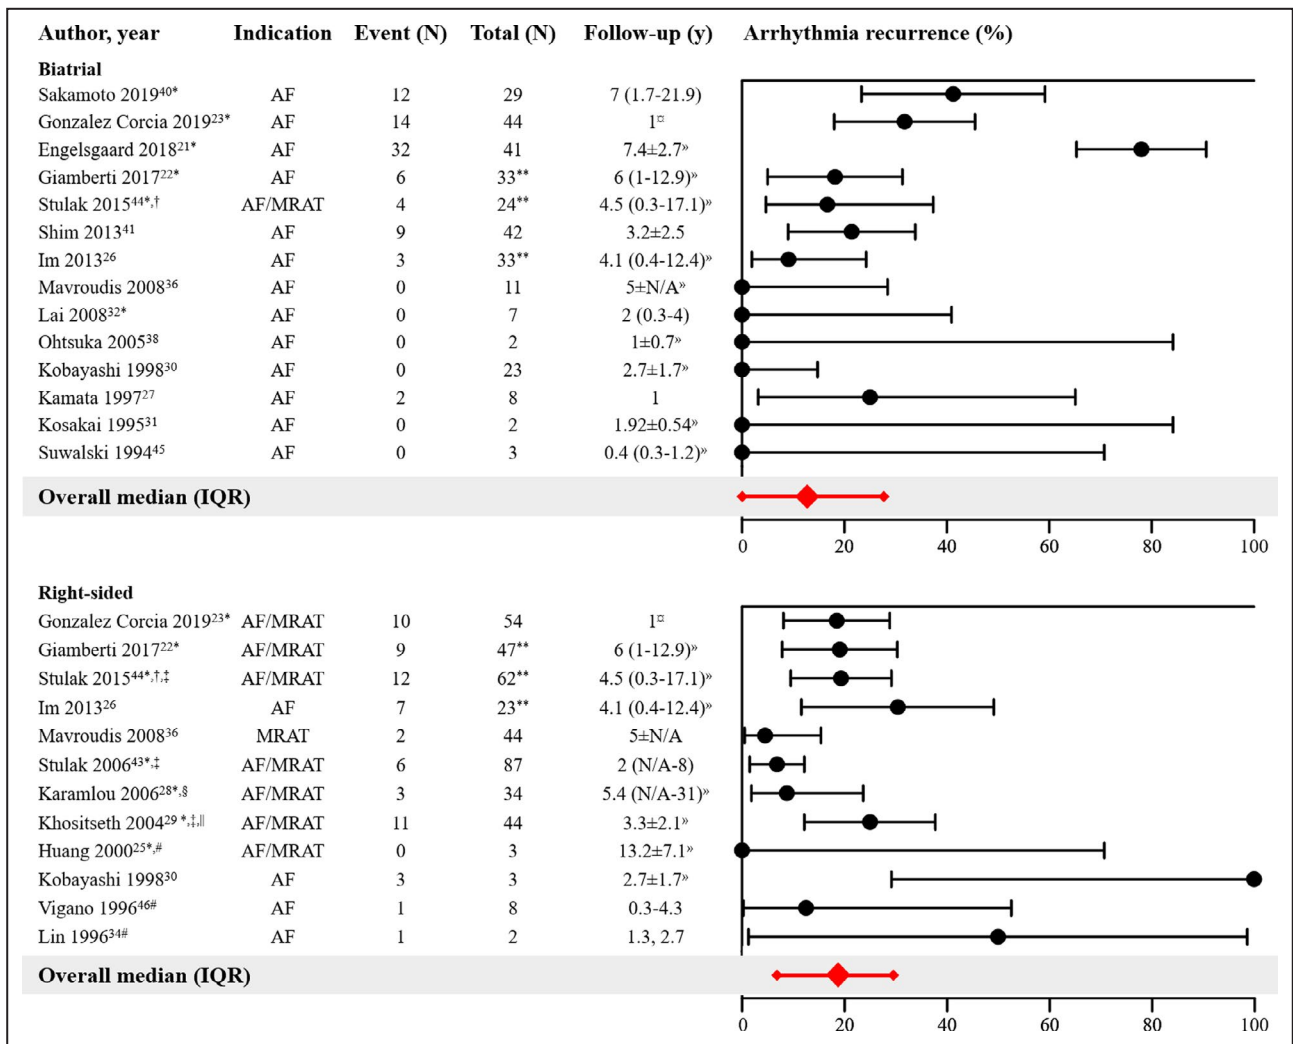 Author, year Indication Event (N) Total (N) Follow-up (y) Arrhythmia recurrence (%)
Biatrial
Sakamoto 2019⁴⁰* AF 12 29 7 (1.7-21.9)
Gonzalez Corcia 2019²³* AF 14 44 1¤
Engelsgaard 2018²¹* AF 32 41 7.4±2.7»
Giamberti 2017²²* AF 6 33** 6 (1-12.9)»
Stulak 2015⁴⁴*,† AF/MRAT 4 24** 4.5 (0.3-17.1)»
Shim 2013⁴¹ AF 9 42 3.2±2.5
Im 2013²⁶ AF 3 33** 4.1 (0.4-12.4)»
Mavroudis 2008³⁶ AF 0 11 5±N/A»
Lai 2008³²* AF 0 7 2 (0.3-4)
Ohtsuka 2005³⁸ AF 0 2 1±0.7»
Kobayashi 1998³⁰ AF 0 23 2.7±1.7»
Kamata 1997²⁷ AF 2 8 1
Kosakai 1995³¹ AF 0 2 1.92±0.54»
Suwalski 1994⁴⁵ AF 0 3 0.4 (0.3-1.2)»
Overall median (IQR)
0 20 40 60 80 100
Right-sided
Gonzalez Corcia 2019²³* AF/MRAT 10 54 1¤
Giamberti 2017²²* AF/MRAT 9 47** 6 (1-12.9)»
Stulak 2015⁴⁴*,†,‡ AF/MRAT 12 62** 4.5 (0.3-17.1)»
Im 2013²⁶ AF 7 23** 4.1 (0.4-12.4)»
Mavroudis 2008³⁶ MRAT 2 44 5±N/A
Stulak 2006⁴³*,‡ AF/MRAT 6 87 2 (N/A-8)
Karamlou 2006²⁸*,§ AF/MRAT 3 34 5.4 (N/A-31)»
Khositseth 2004²⁹ *,‡,|| AF/MRAT 11 44 3.3±2.1»
Huang 2000²⁵*,# AF/MRAT 0 3 13.2±7.1»
Kobayashi 1998³⁰ AF 3 3 2.7±1.7»
Vigano 1996⁴⁶# AF 1 8 0.3-4.3
Lin 1996³⁴# AF 1 2 1.3, 2.7
Overall median (IQR)
0 20 40 60 80 100